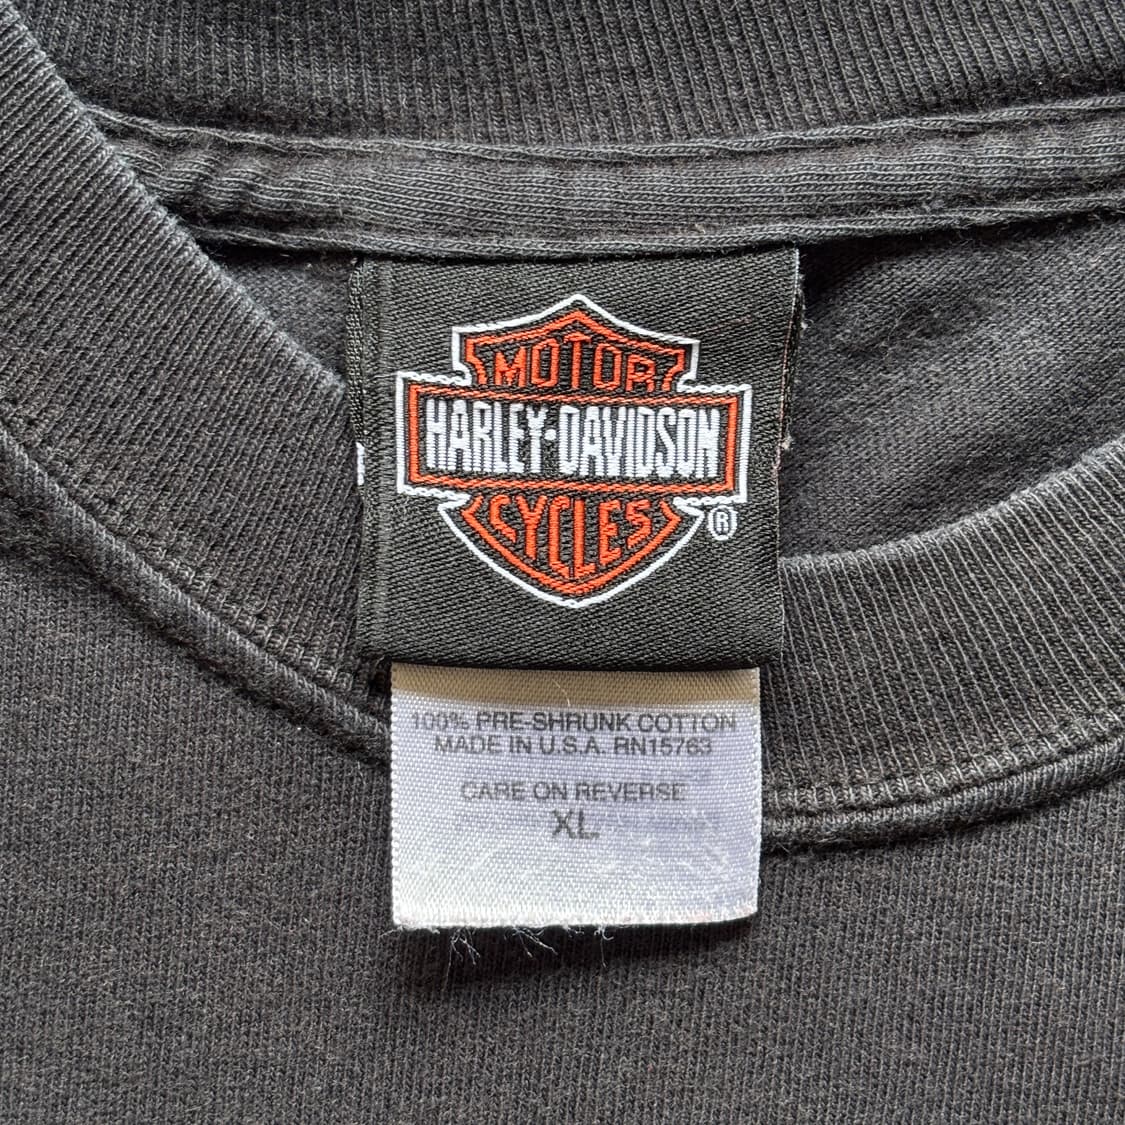 MOTOR
HARLEY-DAVIDSON
CYCLES
®
100% PRE-SHRUNK COTTON
MADE IN U.S.A. RN15763
CARE ON REVERSE
XL